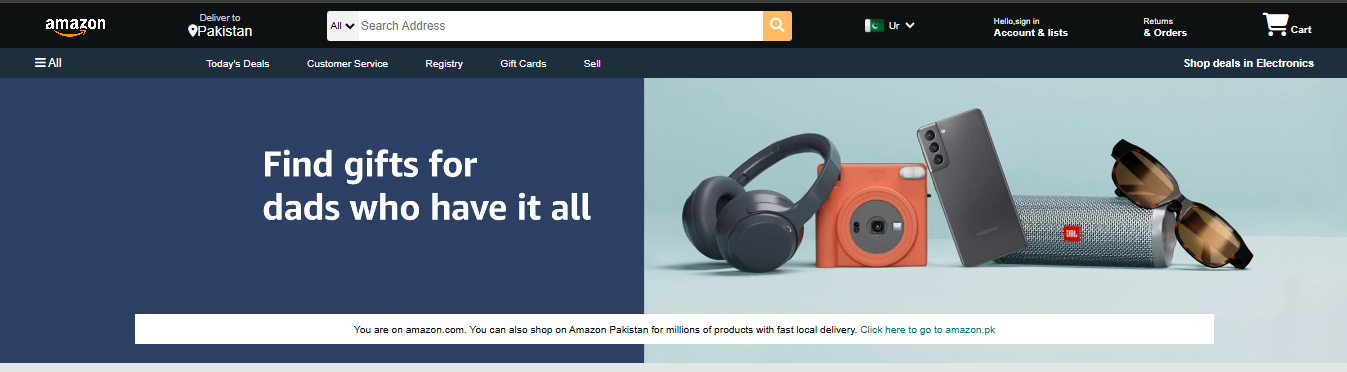 amazon
Deliver to
Pakistan
All
Search Address
Ur
Hello,sign in
Account & lists
Returns
& Orders
Cart
All
Today's Deals
Customer Service
Registry
Gift Cards
Sell
Shop deals in Electronics
Find gifts for
dads who have it all
SAMSUNG
JBL
You are on amazon.com. You can also shop on Amazon Pakistan for millions of products with fast local delivery. Click here to go to amazon.pk